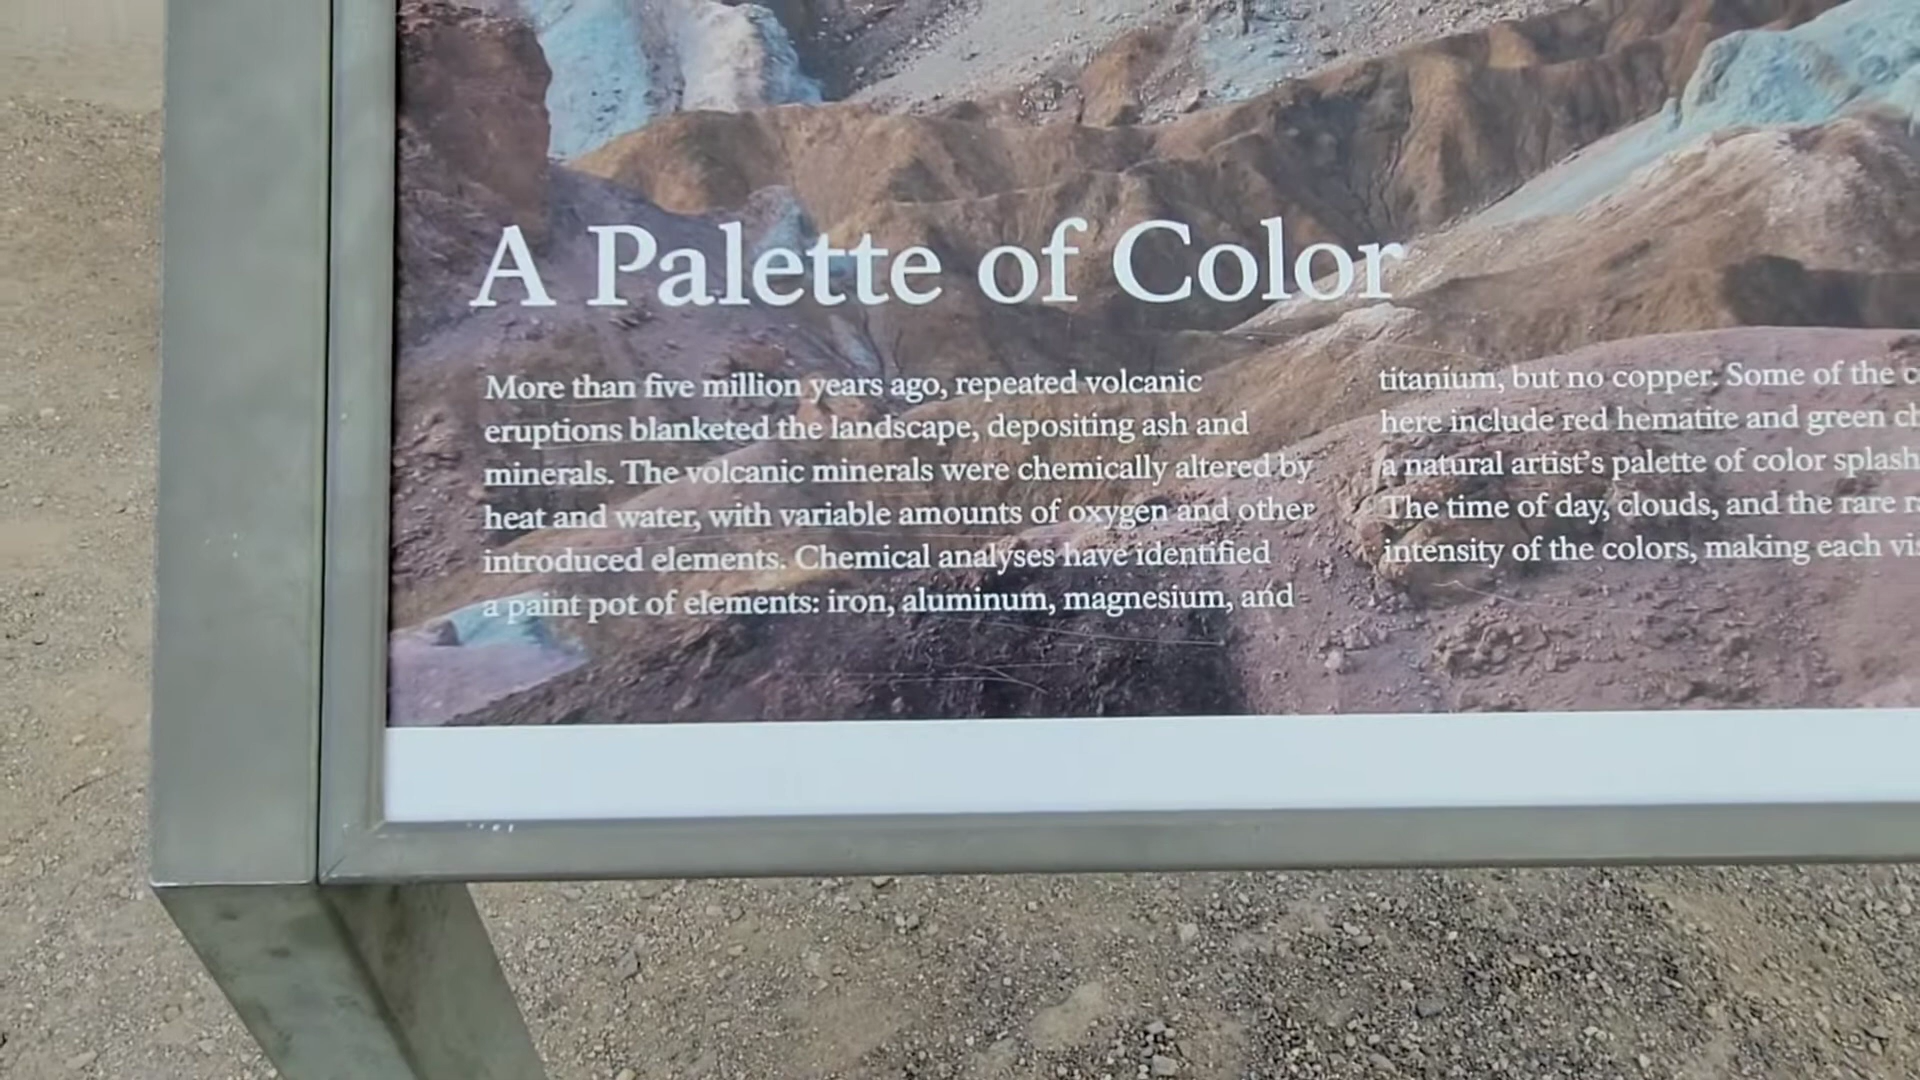 A Palette of Color
More than five million years ago, repeated volcanic
eruptions blanketed the landscape, depositing ash and
minerals. The volcanic minerals were chemically altered by
heat and water, with variable amounts of oxygen and other
introduced elements. Chemical analyses have identified
a paint pot of elements: iron, aluminum, magnesium, and
titanium, but no copper. Some of the
here include red hematite and green
a natural artist's palette of color
The time of day, clouds, and the rare
intensity of the colors, making each